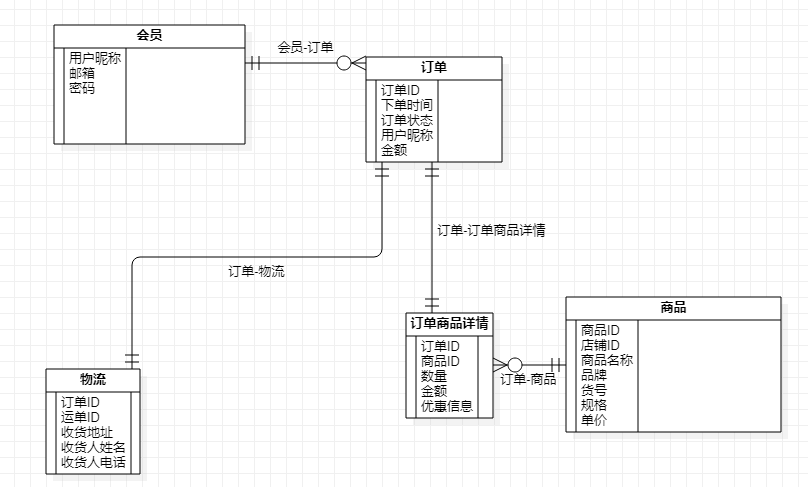 会员
用户昵称
邮箱
密码
会员-订单
订单
订单ID
下单时间
订单状态
用户昵称
金额
订单-订单商品详情
订单-物流
物流
订单ID
运单ID
收货地址
收货人姓名
收货人电话
订单商品详情
订单ID
商品ID
数量
金额
优惠信息
订单-商品
商品
商品ID
店铺ID
商品名称
品牌
货号
规格
单价